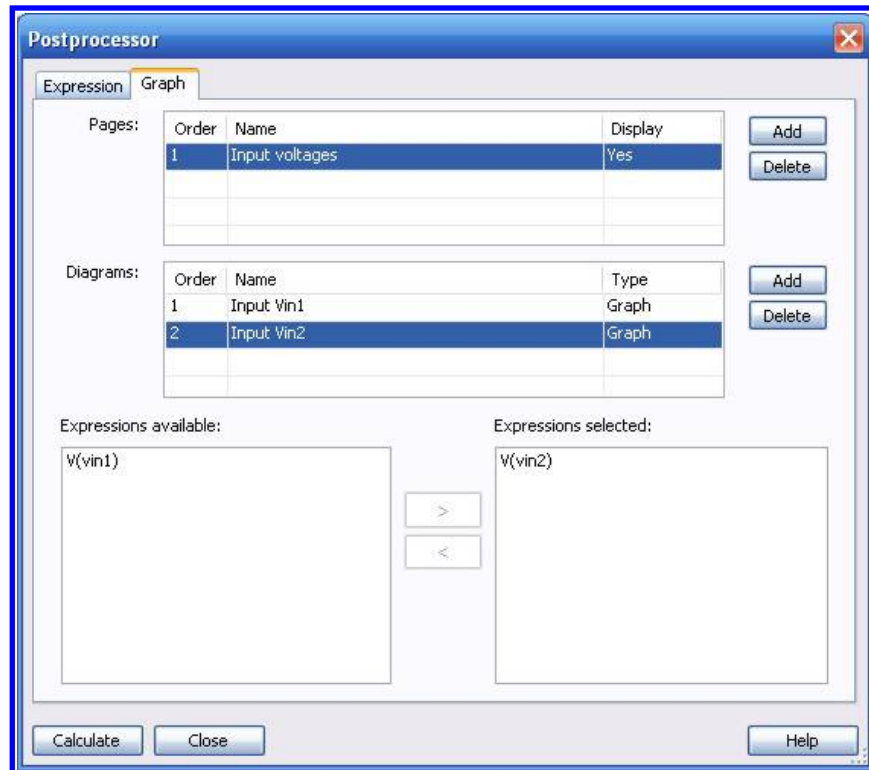 Postprocessor
Expression Graph
Pages:
Order Name Display
1 Input voltages Yes
Add
Delete
Diagrams:
Order Name Type
1 Input Vin1 Graph
2 Input Vin2 Graph
Add
Delete
Expressions available:
V(vin1)
>
<
Expressions selected:
V(vin2)
Calculate Close Help